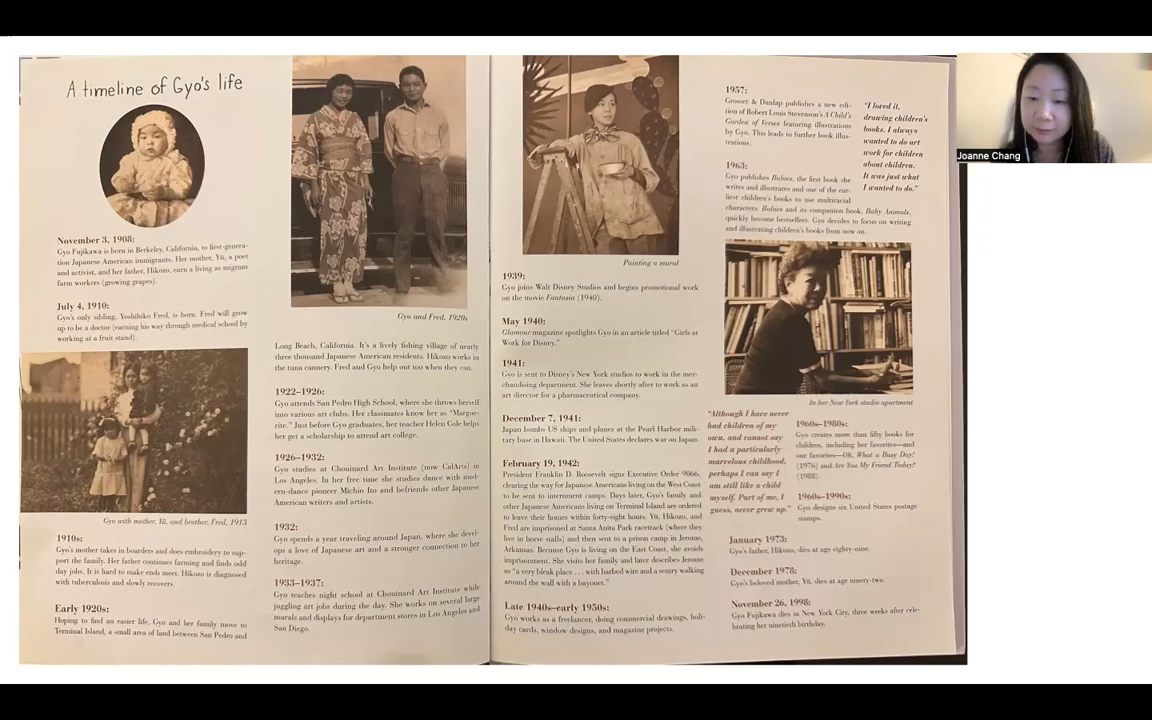 A timeline of Gyo's life
November 3, 1908:
Gyo Fujikawa is born in Berkeley, California, to first-genera-
tion Japanese American immigrants. Her mother, Yū, a poet
and activist, and her father, Hikozo, earn a living as migrant
farm workers (growing grapes).
July 4, 1910:
Gyo's only sibling, Yoshihiko Fred, is born. Fred will grow
up to be a doctor (earning his way through medical school by
working at a fruit stand).
Gyo with mother, Yū, and brother, Fred, 1913
1910s:
Gyo's mother takes in boarders and does embroidery to sup-
port the family. Her father continues farming and finds odd
day jobs. It is hard to make ends meet. Hikozo is diagnosed
with tuberculosis and slowly recovers.
Early 1920s:
Hoping to find an easier life, Gyo and her family move to
Terminal Island, a small area of land between San Pedro and
Gyo and Fred, 1920s
Long Beach, California. It's a lively fishing village of nearly
three thousand Japanese American residents. Hikozo works in
the tuna cannery. Fred and Gyo help out too when they can.
1922–1926:
Gyo attends San Pedro High School, where she throws herself
into various art clubs. Her classmates know her as "Margue-
rite." Just before Gyo graduates, her teacher Helen Cole helps
her get a scholarship to attend art college.
1926–1932:
Gyo studies at Chouinard Art Institute (now CalArts) in
Los Angeles. In her free time she studies dance with mod-
ern-dance pioneer Michio Ito and befriends other Japanese
American writers and artists.
1932:
Gyo spends a year traveling around Japan, where she devel-
ops a love of Japanese art and a stronger connection to her
heritage.
1933–1937:
Gyo teaches night school at Chouinard Art Institute while
juggling art jobs during the day. She works on several large
murals and displays for department stores in Los Angeles and
San Diego.
Painting a mural
1939:
Gyo joins Walt Disney Studios and begins promotional work
on the movie Fantasia (1940).
May 1940:
Glamour magazine spotlights Gyo in an article titled "Girls at
Work for Disney."
1941:
Gyo is sent to Disney's New York studios to work in the mer-
chandising department. She leaves shortly after to work as an
art director for a pharmaceutical company.
December 7, 1941:
Japan bombs US ships and planes at the Pearl Harbor mili-
tary base in Hawaii. The United States declares war on Japan.
February 19, 1942:
President Franklin D. Roosevelt signs Executive Order 9066,
clearing the way for Japanese Americans living on the West Coast
to be sent to internment camps. Days later, Gyo's family and
other Japanese Americans living on Terminal Island are ordered
to leave their homes within forty-eight hours. Yū, Hikozo, and
Fred are imprisoned at Santa Anita Park racetrack (where they
live in horse stalls) and then sent to a prison camp in Jerome,
Arkansas. Because Gyo is living on the East Coast, she avoids
imprisonment. She visits her family and later describes Jerome
as "a very bleak place . . . with barbed wire and a sentry walking
around the wall with a bayonet."
Late 1940s–early 1950s:
Gyo works as a freelancer, doing commercial drawings, holi-
day cards, window designs, and magazine projects.
1957:
Grosset & Dunlap publishes a new edi-
tion of Robert Louis Stevenson's A Child's
Garden of Verses featuring illustrations
by Gyo. This leads to further book illus-
trations.
1963:
Gyo publishes Babies, the first book she
writes and illustrates and one of the ear-
liest children's books to use multiracial
characters. Babies and its companion book, Baby Animals,
quickly become bestsellers. Gyo decides to focus on writing
and illustrating children's books from now on.
"I loved it,
drawing children's
books. I always
wanted to do art
work for children
about children.
It was just what
I wanted to do."
In her New York studio apartment
"Although I have never
had children of my
own, and cannot say
I had a particularly
marvelous childhood,
perhaps I can say I
am still like a child
myself. Part of me, I
guess, never grew up."
1960s–1980s:
Gyo creates more than fifty books for
children, including her favorites—and
our favorites—Oh, What a Busy Day!
(1976) and Are You My Friend Today?
(1988).
1960s–1990s:
Gyo designs six United States postage
stamps.
January 1973:
Gyo's father, Hikozo, dies at age eighty-nine.
December 1978:
Gyo's beloved mother, Yū, dies at age ninety-two.
November 26, 1998:
Gyo Fujikawa dies in New York City, three weeks after cele-
brating her ninetieth birthday.
Joanne Chang